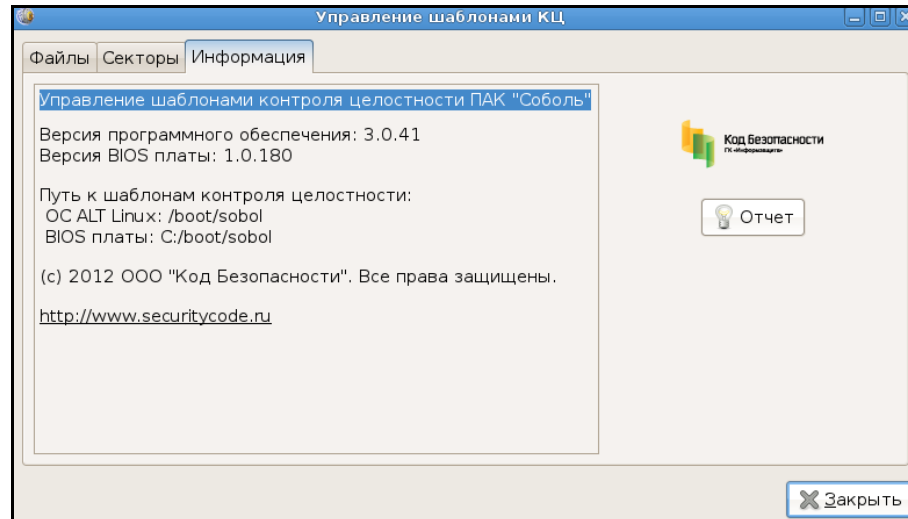 Управление шаблонами КЦ
Файлы Секторы Информация
Управление шаблонами контроля целостности ПАК "Соболь"
Версия программного обеспечения: 3.0.41
Версия BIOS платы: 1.0.180
Путь к шаблонам контроля целостности:
ОС ALT Linux: /boot/sobol
BIOS платы: C:/boot/sobol
(c) 2012 ООО "Код Безопасности". Все права защищены.
http://www.securitycode.ru
Код Безопасности
ГК «Информзащита»
Отчет
Закрыть